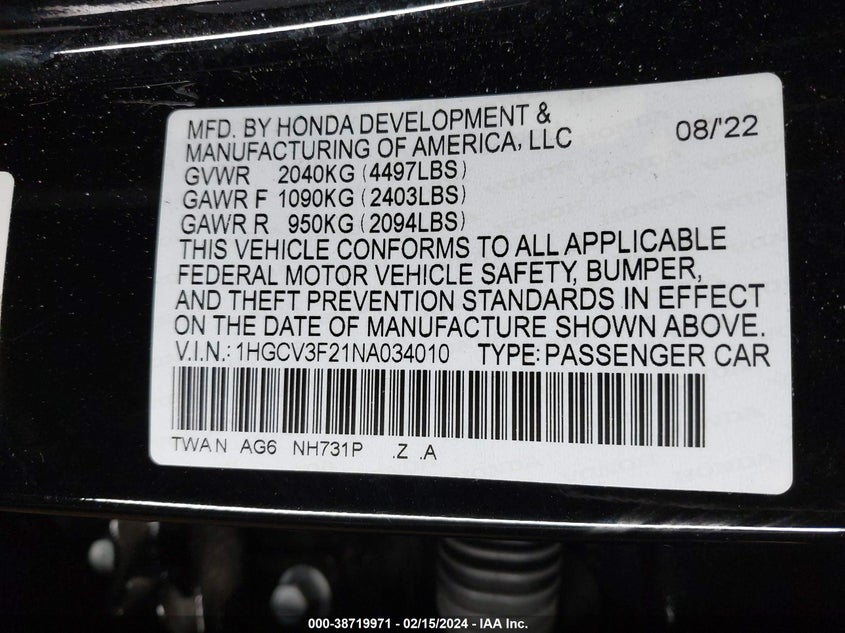 MFD. BY HONDA DEVELOPMENT &
MANUFACTURING OF AMERICA, LLC 08/'22
GVWR 2040KG (4497LBS)
GAWR F 1090KG (2403LBS)
GAWR R 950KG (2094LBS)
THIS VEHICLE CONFORMS TO ALL APPLICABLE
FEDERAL MOTOR VEHICLE SAFETY, BUMPER,
AND THEFT PREVENTION STANDARDS IN EFFECT
ON THE DATE OF MANUFACTURE SHOWN ABOVE.
V.I.N.: 1HGCV3F21NA034010 TYPE: PASSENGER CAR
TWAN AG6 NH731P .Z .A
000-38719971 - 02/15/2024 - IAA Inc.